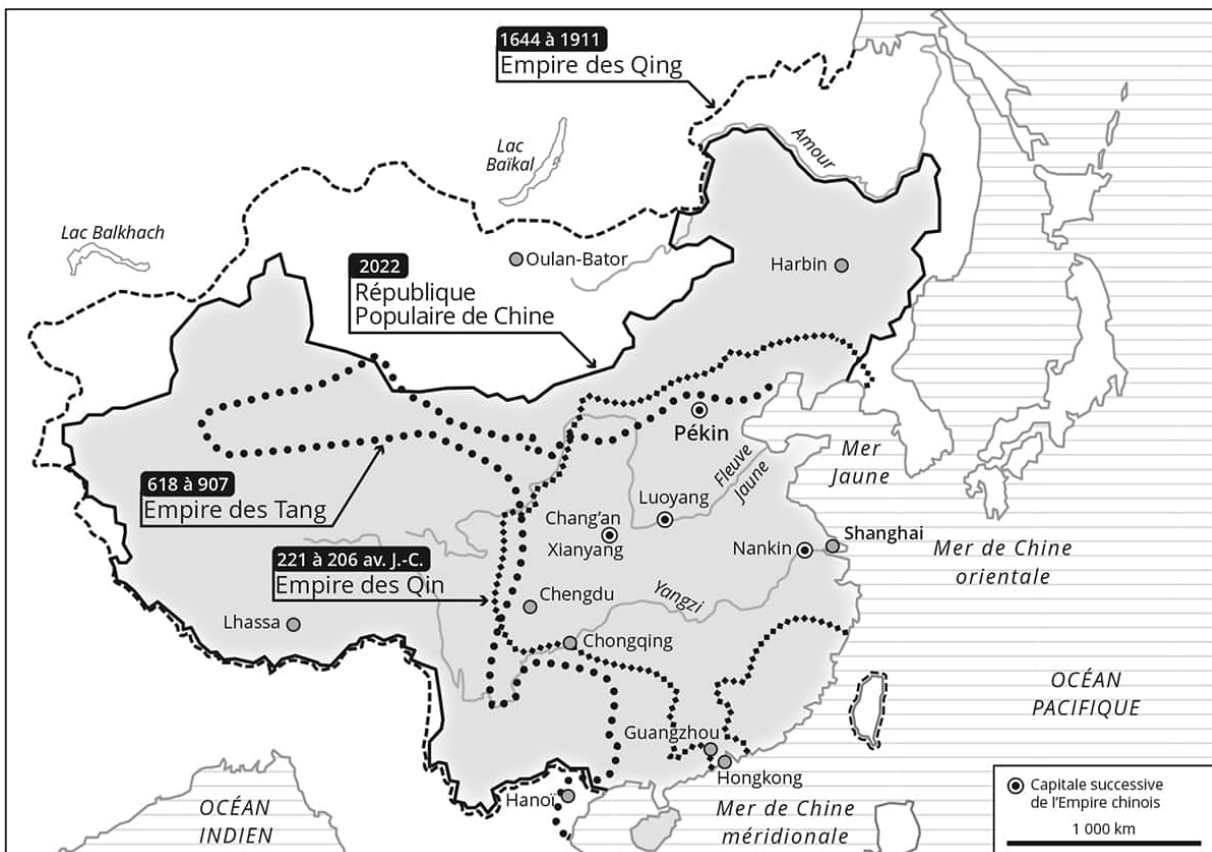 1644 à 1911
Empire des Qing
Amour
Lac
Baïkal
Lac Balkhach
Oulan-Bator
Harbin
2022
République
Populaire de Chine
Pékin
Mer
Jaune
Fleuve
Jaune
618 à 907
Empire des Tang
Luoyang
Chang’an
Xianyang
Nankin
Shanghai
Mer de Chine
orientale
221 à 206 av. J.-C.
Empire des Qin
Chengdu
Yangzi
Lhassa
Chongqing
OCÉAN
PACIFIQUE
Guangzhou
Hongkong
Hanoï
OCÉAN
INDIEN
Mer de Chine
méridionale
Capitale successive
de l’Empire chinois
1 000 km